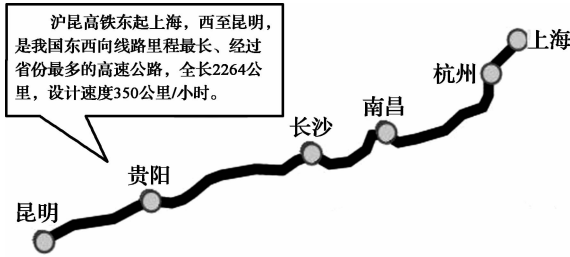 沪昆高铁东起上海，西至昆明，
是我国东西向线路里程最长、经过
省份最多的高速公路，全长2264公
里，设计速度350公里/小时。
上海
杭州
南昌
长沙
贵阳
昆明